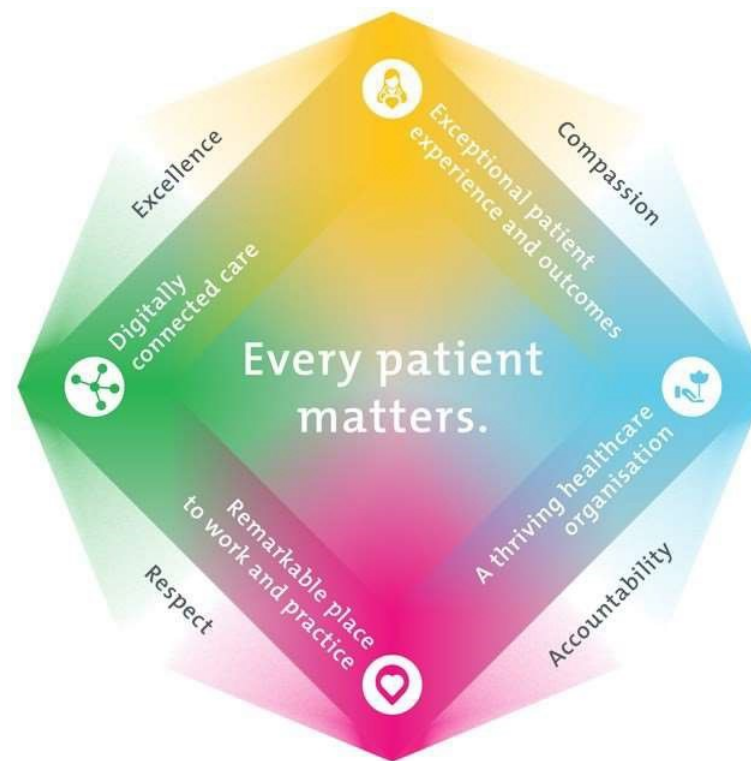 Excellence
Compassion
Exceptional patient
experience and outcomes
Digitally
connected care
Every patient
matters.
A thriving healthcare
organisation
Remarkable place
to work and practice
Respect
Accountability